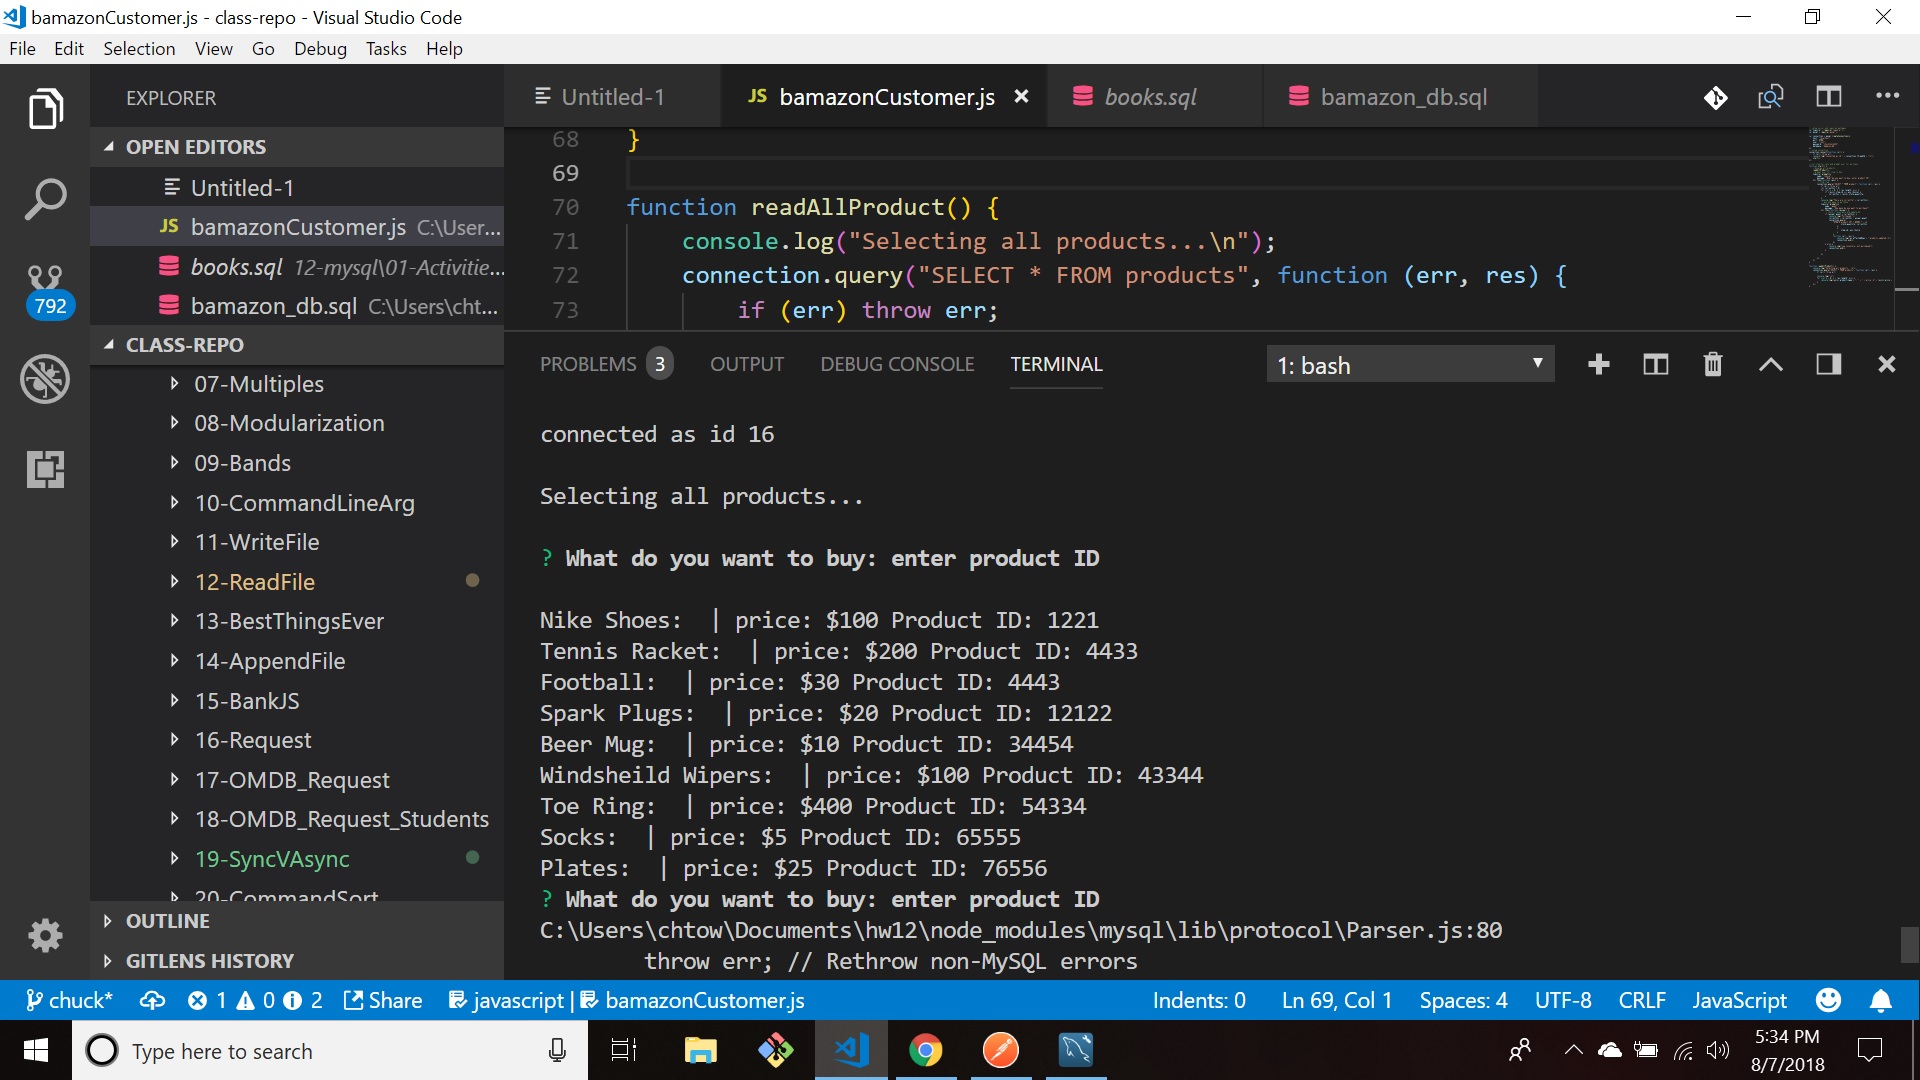 bamazonCustomer.js - class-repo - Visual Studio Code
File Edit Selection View Go Debug Tasks Help
EXPLORER
OPEN EDITORS
Untitled-1
JS bamazonCustomer.js C:\User...
books.sql 12-mysql\01-Activitie...
bamazon_db.sql C:\Users\cht...
792
CLASS-REPO
07-Multiples
08-Modularization
09-Bands
10-CommandLineArg
11-WriteFile
12-ReadFile
13-BestThingsEver
14-AppendFile
15-BankJS
16-Request
17-OMDB_Request
18-OMDB_Request_Students
19-SyncVAsync
20-CommandSort
OUTLINE
GITLENS HISTORY
Untitled-1 JS bamazonCustomer.js books.sql bamazon_db.sql
68 }
69
70 function readAllProduct() {
71 console.log("Selecting all products...\n");
72 connection.query("SELECT * FROM products", function (err, res) {
73 if (err) throw err;
PROBLEMS 3 OUTPUT DEBUG CONSOLE TERMINAL 1: bash
connected as id 16
Selecting all products...
? What do you want to buy: enter product ID
Nike Shoes:  | price: $100 Product ID: 1221
Tennis Racket:  | price: $200 Product ID: 4433
Football:  | price: $30 Product ID: 4443
Spark Plugs:  | price: $20 Product ID: 12122
Beer Mug:  | price: $10 Product ID: 34454
Windsheild Wipers:  | price: $100 Product ID: 43344
Toe Ring:  | price: $400 Product ID: 54334
Socks:  | price: $5 Product ID: 65555
Plates:  | price: $25 Product ID: 76556
? What do you want to buy: enter product ID
C:\Users\chtow\Documents\hw12\node_modules\mysql\lib\protocol\Parser.js:80
throw err; // Rethrow non-MySQL errors
chuck* 1 0 2 Share javascript | bamazonCustomer.js Indents: 0 Ln 69, Col 1 Spaces: 4 UTF-8 CRLF JavaScript
Type here to search
5:34 PM
8/7/2018